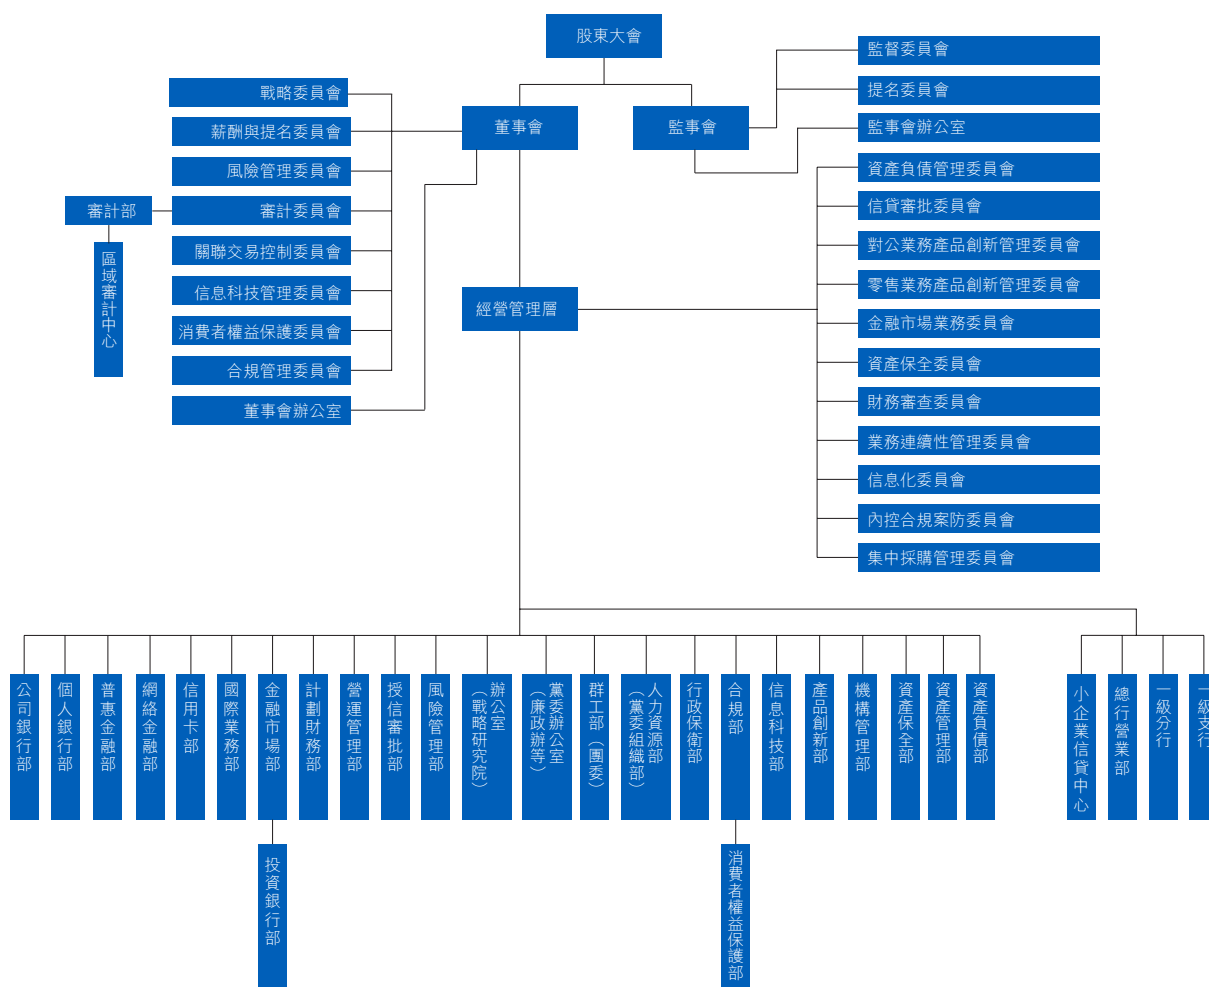 股東大會
董事會
監事會
戰略委員會
薪酬與提名委員會
風險管理委員會
審計委員會
關聯交易控制委員會
信息科技管理委員會
消費者權益保護委員會
合規管理委員會
董事會辦公室
審計部
區域審計中心
監督委員會
提名委員會
監事會辦公室
經營管理層
資產負債管理委員會
信貸審批委員會
對公業務產品創新管理委員會
零售業務產品創新管理委員會
金融市場業務委員會
資產保全委員會
財務審查委員會
業務連續性管理委員會
信息化委員會
內控合規案防委員會
集中採購管理委員會
公司銀行部
個人銀行部
普惠金融部
網絡金融部
信用卡部
國際業務部
金融市場部
計劃財務部
營運管理部
授信審批部
風險管理部
辦公室
（戰略研究院）
黨委辦公室
（廉政辦等）
群工部（團委）
人力資源部
（黨委組織部）
行政保衛部
合規部
信息科技部
產品創新部
機構管理部
資產保全部
資產管理部
資產負債部
小企業信貸中心
總行營業部
一級分行
一級支行
投資銀行部
消費者權益保護部